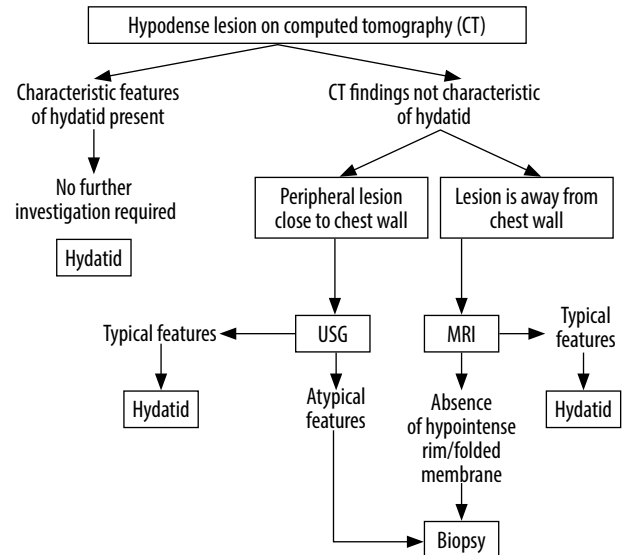 Hypodense lesion on computed tomography (CT)
Characteristic features
of hydatid present
CT findings not characteristic
of hydatid
No further
investigation required
Hydatid
Peripheral lesion
close to chest wall
Lesion is away from
chest wall
Typical features
USG
MRI
Typical
features
Hydatid
Atypical
features
Absence
of hypointense
rim/folded
membrane
Hydatid
Biopsy